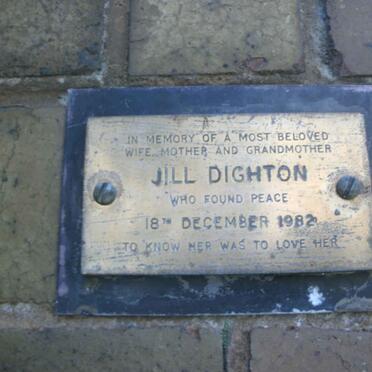 IN MEMORY OF A MOST BELOVED
WIFE, MOTHER AND GRANDMOTHER
JILL DIGHTON
WHO FOUND PEACE
18TH DECEMBER 1982
TO KNOW HER WAS TO LOVE HER